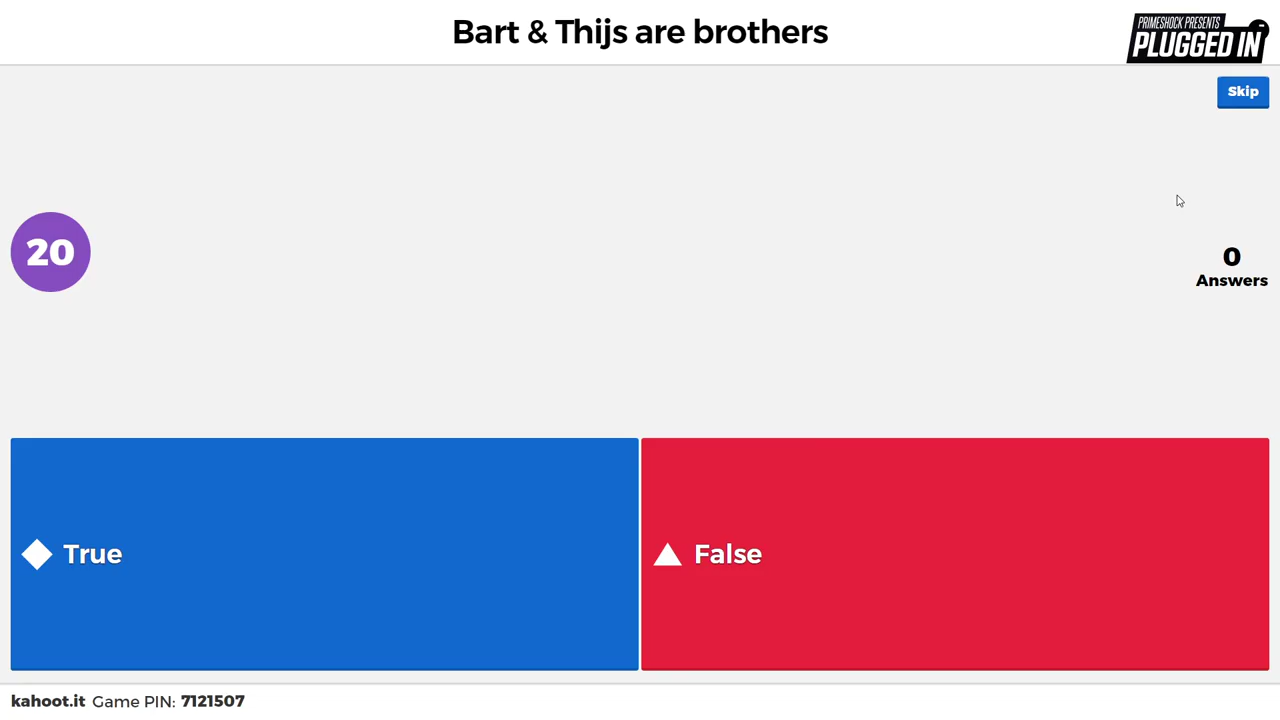 Bart & Thijs are brothers
PRIMESHOCK PRESENTS
PLUGGED IN
Skip
20
0
Answers
True
False
kahoot.it Game PIN: 7121507